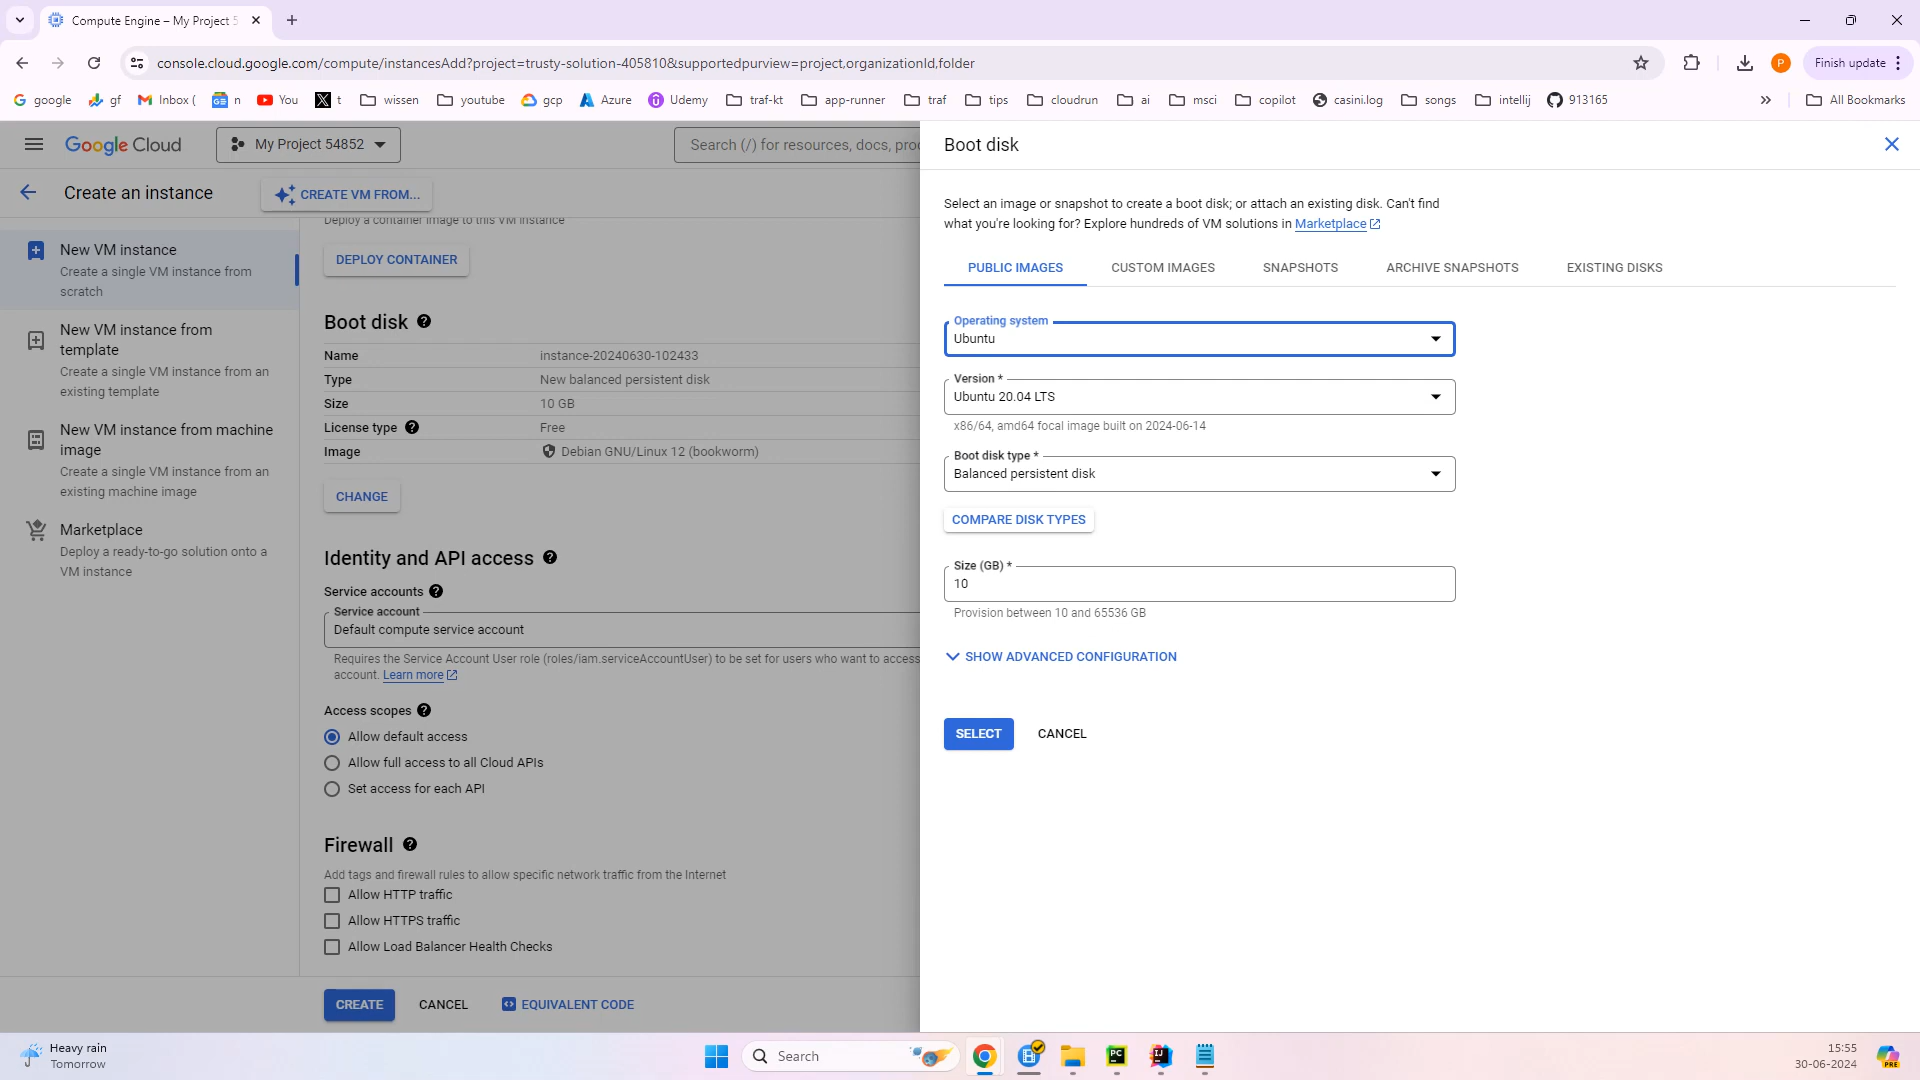 Compute Engine – My Project 5
console.cloud.google.com/compute/instancesAdd?project=trusty-solution-405810&supportedpurview=project,organizationId,folder
Finish update
P
google
gf
Inbox (
n
You
t
wissen
youtube
gcp
Azure
Udemy
traf-kt
app-runner
traf
tips
cloudrun
ai
msci
copilot
casini.log
songs
intellij
913165
All Bookmarks
Google Cloud
My Project 54852
Search (/) for resources, docs, proc
Create an instance
CREATE VM FROM...
New VM instance
Create a single VM instance from
scratch
New VM instance from
template
Create a single VM instance from an
existing template
New VM instance from machine
image
Create a single VM instance from an
existing machine image
Marketplace
Deploy a ready-to-go solution onto a
VM instance
Deploy a container image to this VM instance
DEPLOY CONTAINER
Boot disk
Name instance-20240630-102433
Type New balanced persistent disk
Size 10 GB
License type Free
Image Debian GNU/Linux 12 (bookworm)
CHANGE
Identity and API access
Service accounts
Service account
Default compute service account
Requires the Service Account User role (roles/iam.serviceAccountUser) to be set for users who want to access
account. Learn more
Access scopes
Allow default access
Allow full access to all Cloud APIs
Set access for each API
Firewall
Add tags and firewall rules to allow specific network traffic from the Internet
Allow HTTP traffic
Allow HTTPS traffic
Allow Load Balancer Health Checks
CREATE CANCEL EQUIVALENT CODE
Boot disk
Select an image or snapshot to create a boot disk; or attach an existing disk. Can't find
what you're looking for? Explore hundreds of VM solutions in Marketplace
PUBLIC IMAGES CUSTOM IMAGES SNAPSHOTS ARCHIVE SNAPSHOTS EXISTING DISKS
Operating system
Ubuntu
Version *
Ubuntu 20.04 LTS
x86/64, amd64 focal image built on 2024-06-14
Boot disk type *
Balanced persistent disk
COMPARE DISK TYPES
Size (GB) *
10
Provision between 10 and 65536 GB
SHOW ADVANCED CONFIGURATION
SELECT CANCEL
Heavy rain
Tomorrow
Search
PC
IJ
15:55
30-06-2024
PRE